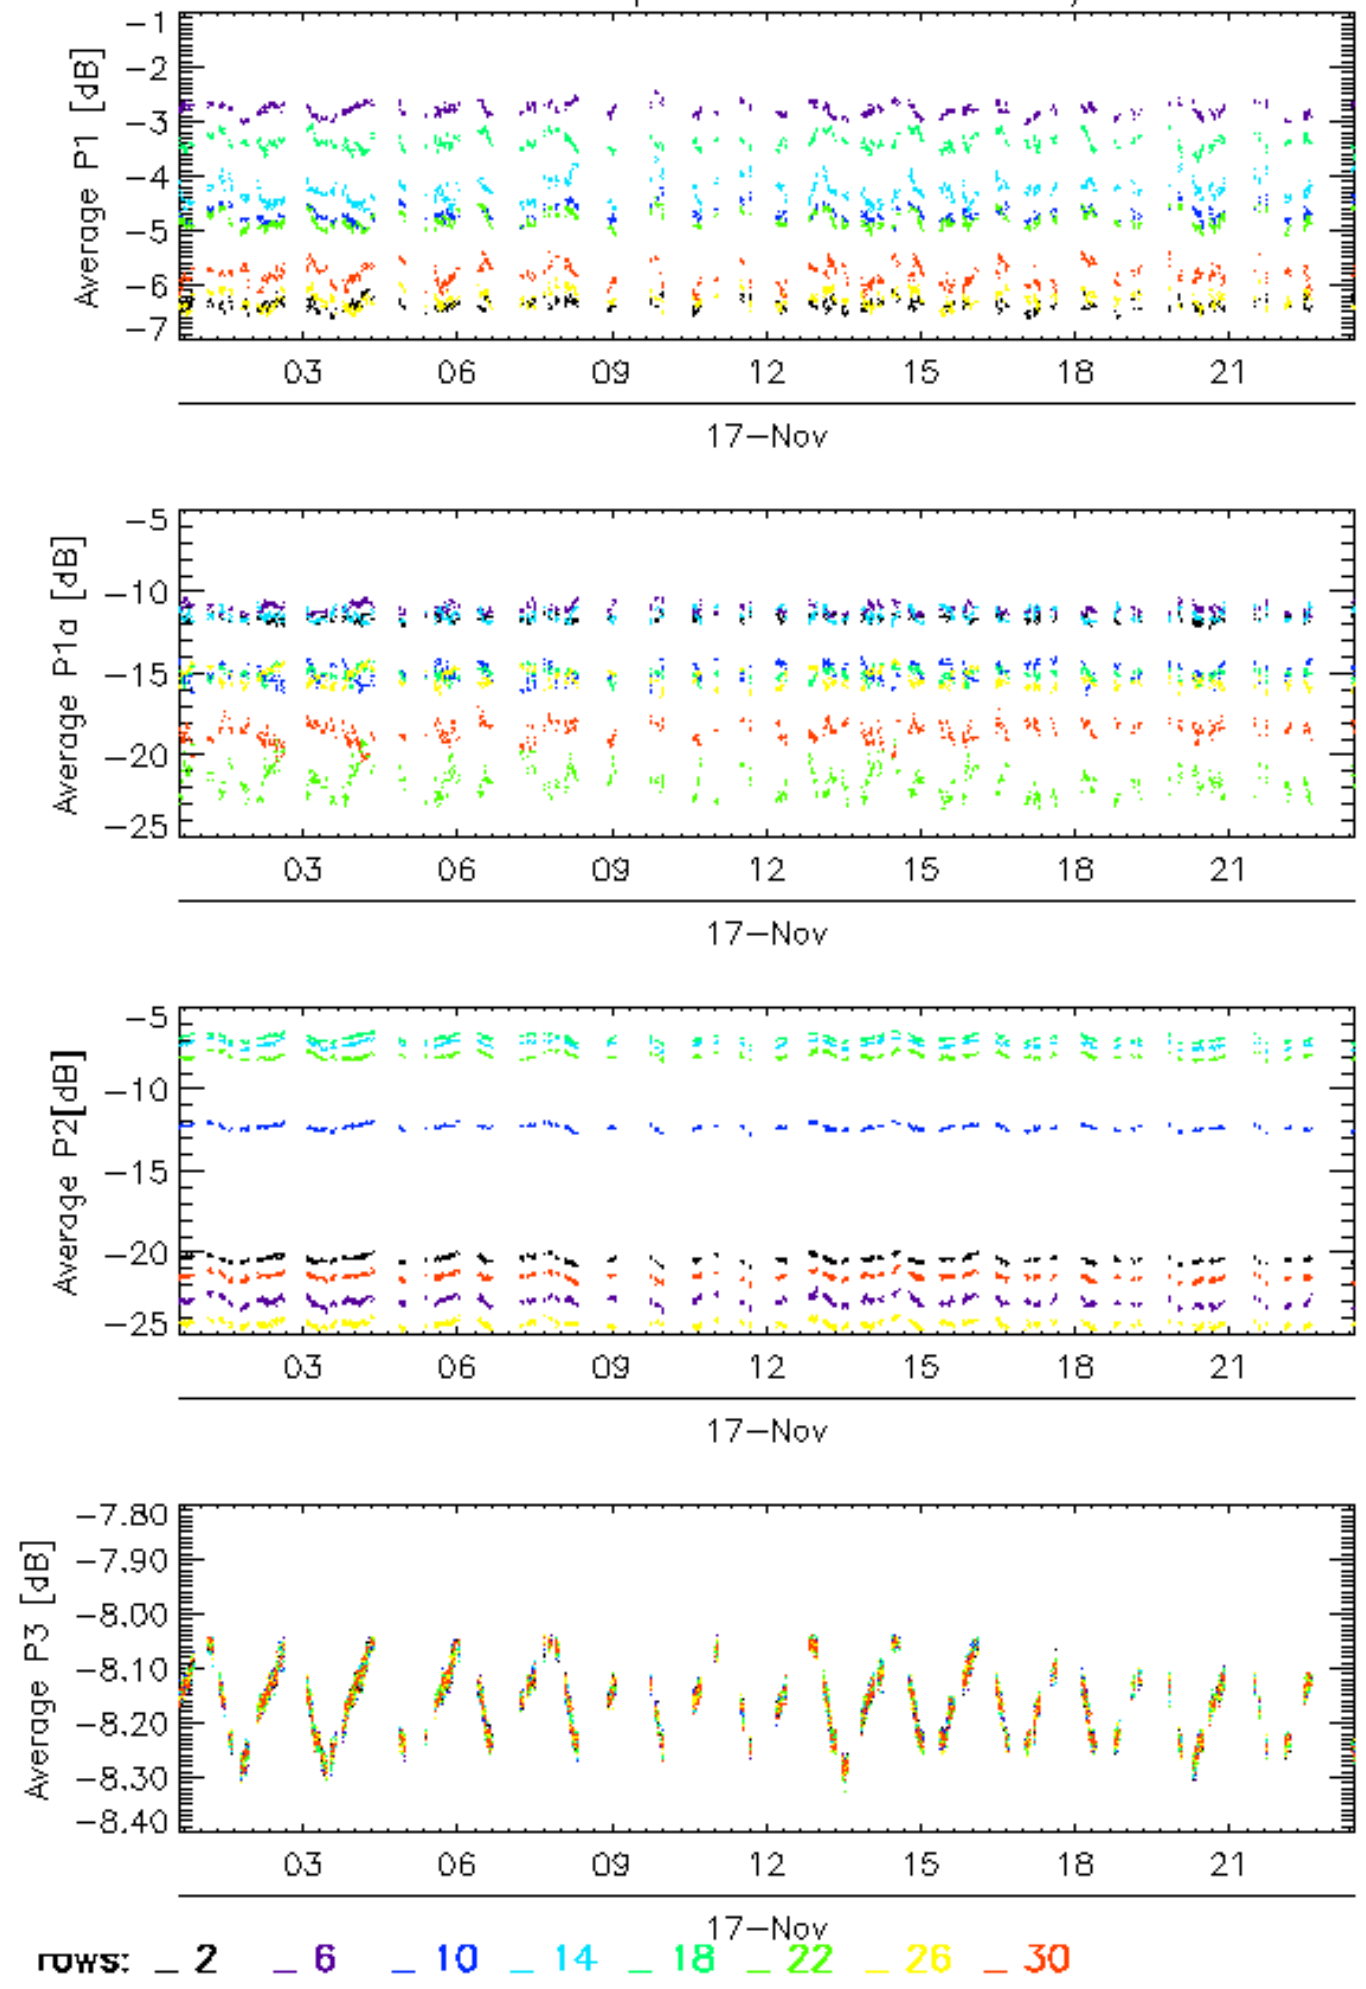 Average P1 [dB]
−1
−2
−3
−4
−5
−6
−7
03 06 09 12 15 18 21
17−Nov
Average P1a [dB]
−5
−10
−15
−20
−25
03 06 09 12 15 18 21
17−Nov
Average P2[dB]
−5
−10
−15
−20
−25
03 06 09 12 15 18 21
17−Nov
Average P3 [dB]
−7.80
−7.90
−8.00
−8.10
−8.20
−8.30
−8.40
03 06 09 12 15 18 21
17−Nov
rows: _ 2 _ 6 _ 10 _ 14 _ 18 _ 22 _ 26 _ 30